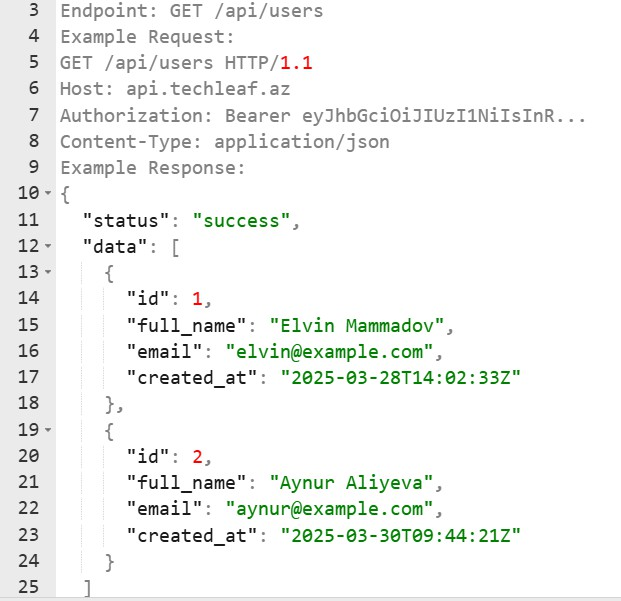 3 Endpoint: GET /api/users
4 Example Request:
5 GET /api/users HTTP/1.1
6 Host: api.techleaf.az
7 Authorization: Bearer eyJhbGciOiJIUzI1NiIsInR...
8 Content-Type: application/json
9 Example Response:
10 {
11   "status": "success",
12   "data": [
13     {
14       "id": 1,
15       "full_name": "Elvin Mammadov",
16       "email": "elvin@example.com",
17       "created_at": "2025-03-28T14:02:33Z"
18     },
19     {
20       "id": 2,
21       "full_name": "Aynur Aliyeva",
22       "email": "aynur@example.com",
23       "created_at": "2025-03-30T09:44:21Z"
24     }
25   ]